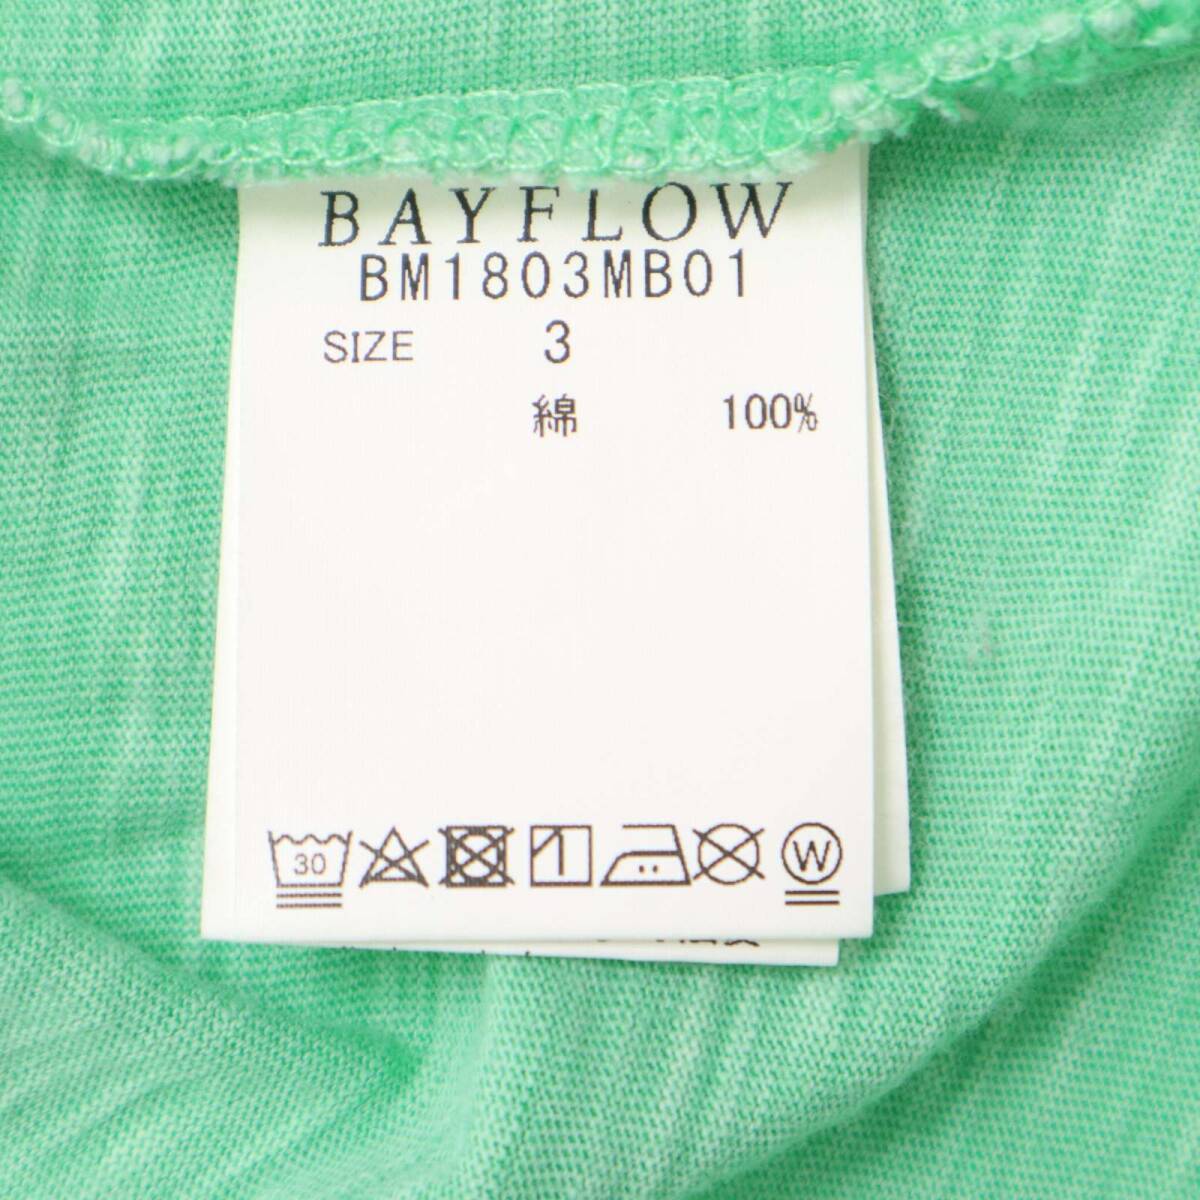 BAYFLOW
BM1803MB01
SIZE 3
綿 100%
30 W